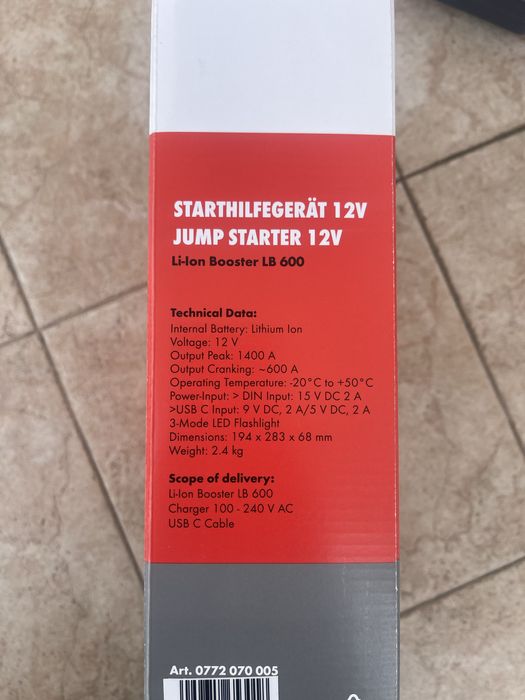 STARTHILFEGERÄT 12V
JUMP STARTER 12V
Li-Ion Booster LB 600
Technical Data:
Internal Battery: Lithium Ion
Voltage: 12 V
Output Peak: 1400 A
Output Cranking: ~600 A
Operating Temperature: -20°C to +50°C
Power-Input: > DIN Input: 15 V DC 2 A
>USB C Input: 9 V DC, 2 A/5 V DC, 2 A
3-Mode LED Flashlight
Dimensions: 194 x 283 x 68 mm
Weight: 2.4 kg
Scope of delivery:
Li-Ion Booster LB 600
Charger 100 - 240 V AC
USB C Cable
Art. 0772 070 005